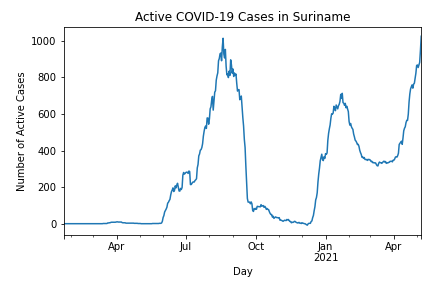 Active COVID-19 Cases in Suriname
Number of Active Cases
1000
800
600
400
200
0
Apr
Jul
Oct
Jan
2021
Apr
Day